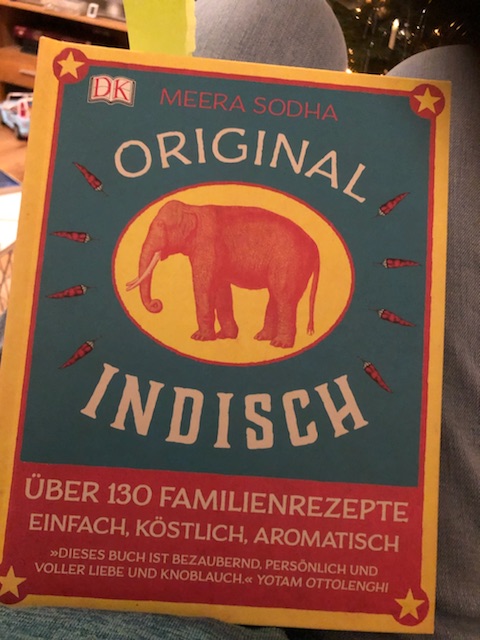 DK
MEERA SODHA
ORIGINAL
INDISCH
ÜBER 130 FAMILIENREZEPTE
EINFACH, KÖSTLICH, AROMATISCH
»DIESES BUCH IST BEZAUBERND, PERSÖNLICH UND
VOLLER LIEBE UND KNOBLAUCH.« YOTAM OTTOLENGHI